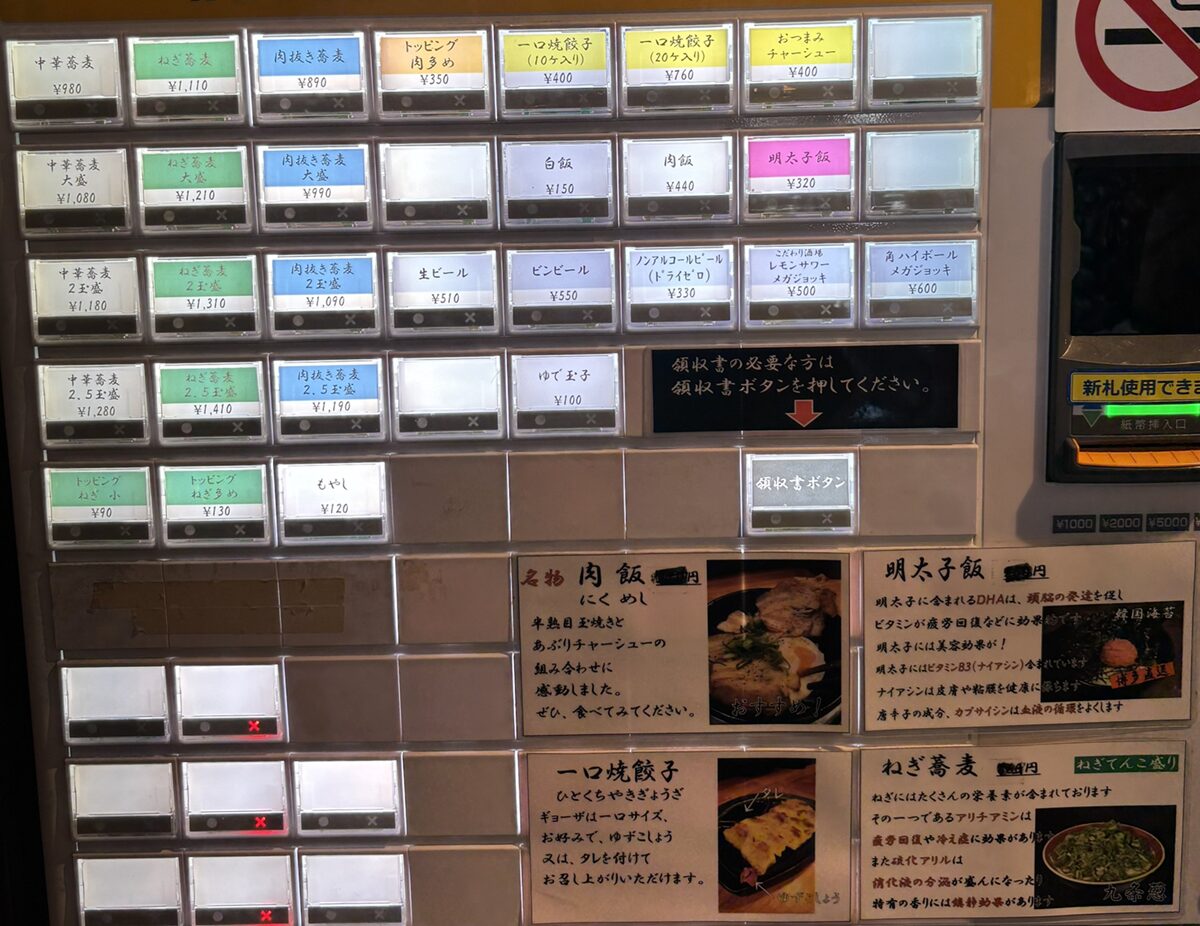 中華蕎麦
¥980
ねぎ蕎麦
¥1,110
肉抜き蕎麦
¥890
トッピング
肉多め
¥350
一口焼餃子
(10ケ入り)
¥400
一口焼餃子
(20ケ入り)
¥760
おつまみ
チャーシュー
¥400
中華蕎麦
大盛
¥1,080
ねぎ蕎麦
大盛
¥1,210
肉抜き蕎麦
大盛
¥990
白飯
¥150
肉飯
¥440
明太子飯
¥320
中華蕎麦
2玉盛
¥1,180
ねぎ蕎麦
2玉盛
¥1,310
肉抜き蕎麦
2玉盛
¥1,090
生ビール
¥510
ビンビール
¥550
ノンアルコールビール
(ドライゼロ)
¥330
こだわり酒場
レモンサワー
メガジョッキ
¥500
角ハイボール
メガジョッキ
¥600
中華蕎麦
2.5玉盛
¥1,280
ねぎ蕎麦
2.5玉盛
¥1,410
肉抜き蕎麦
2.5玉盛
¥1,190
ゆで玉子
¥100
領収書の必要な方は
領収書ボタンを押してください。
新札使用でき
紙幣挿入口
トッピング
ねぎ 小
¥90
トッピング
ねぎ多め
¥130
もやし
¥120
領収書ボタン
¥1000 ¥2000 ¥5000
名物 肉飯 円
にくめし
半熟目玉焼きと
あぶりチャーシューの
組み合わせに
感動しました。
ぜひ、食べてみてください。
おすすめ!
明太子飯 円
明太子に含まれるDHAは、頭脳の発達を促し
ビタミンが疲労回復などに効果的です
明太子には美容効果が!
明太子にはビタミンB3(ナイアシン)含まれています
ナイアシンは皮膚や粘膜を健康に保ちます
唐辛子の成分、カプサイシンは血液の循環をよくします
韓国海苔
博多直送
一口焼餃子
ひとくちやきぎょうざ
ギョーザは一口サイズ、
お好みで、ゆずこしょう
又は、タレを付けて
お召し上がりいただけます。
タレ
ゆずこしょう
ねぎ蕎麦 円
ねぎてんこ盛り
ねぎにはたくさんの栄養素が含まれております
その一つであるアリチアミンは
疲労回復や冷え症に効果があります
また硫化アリルは
消化液の分泌が盛んになったり
特有の香りには鎮静効果があります
九条葱